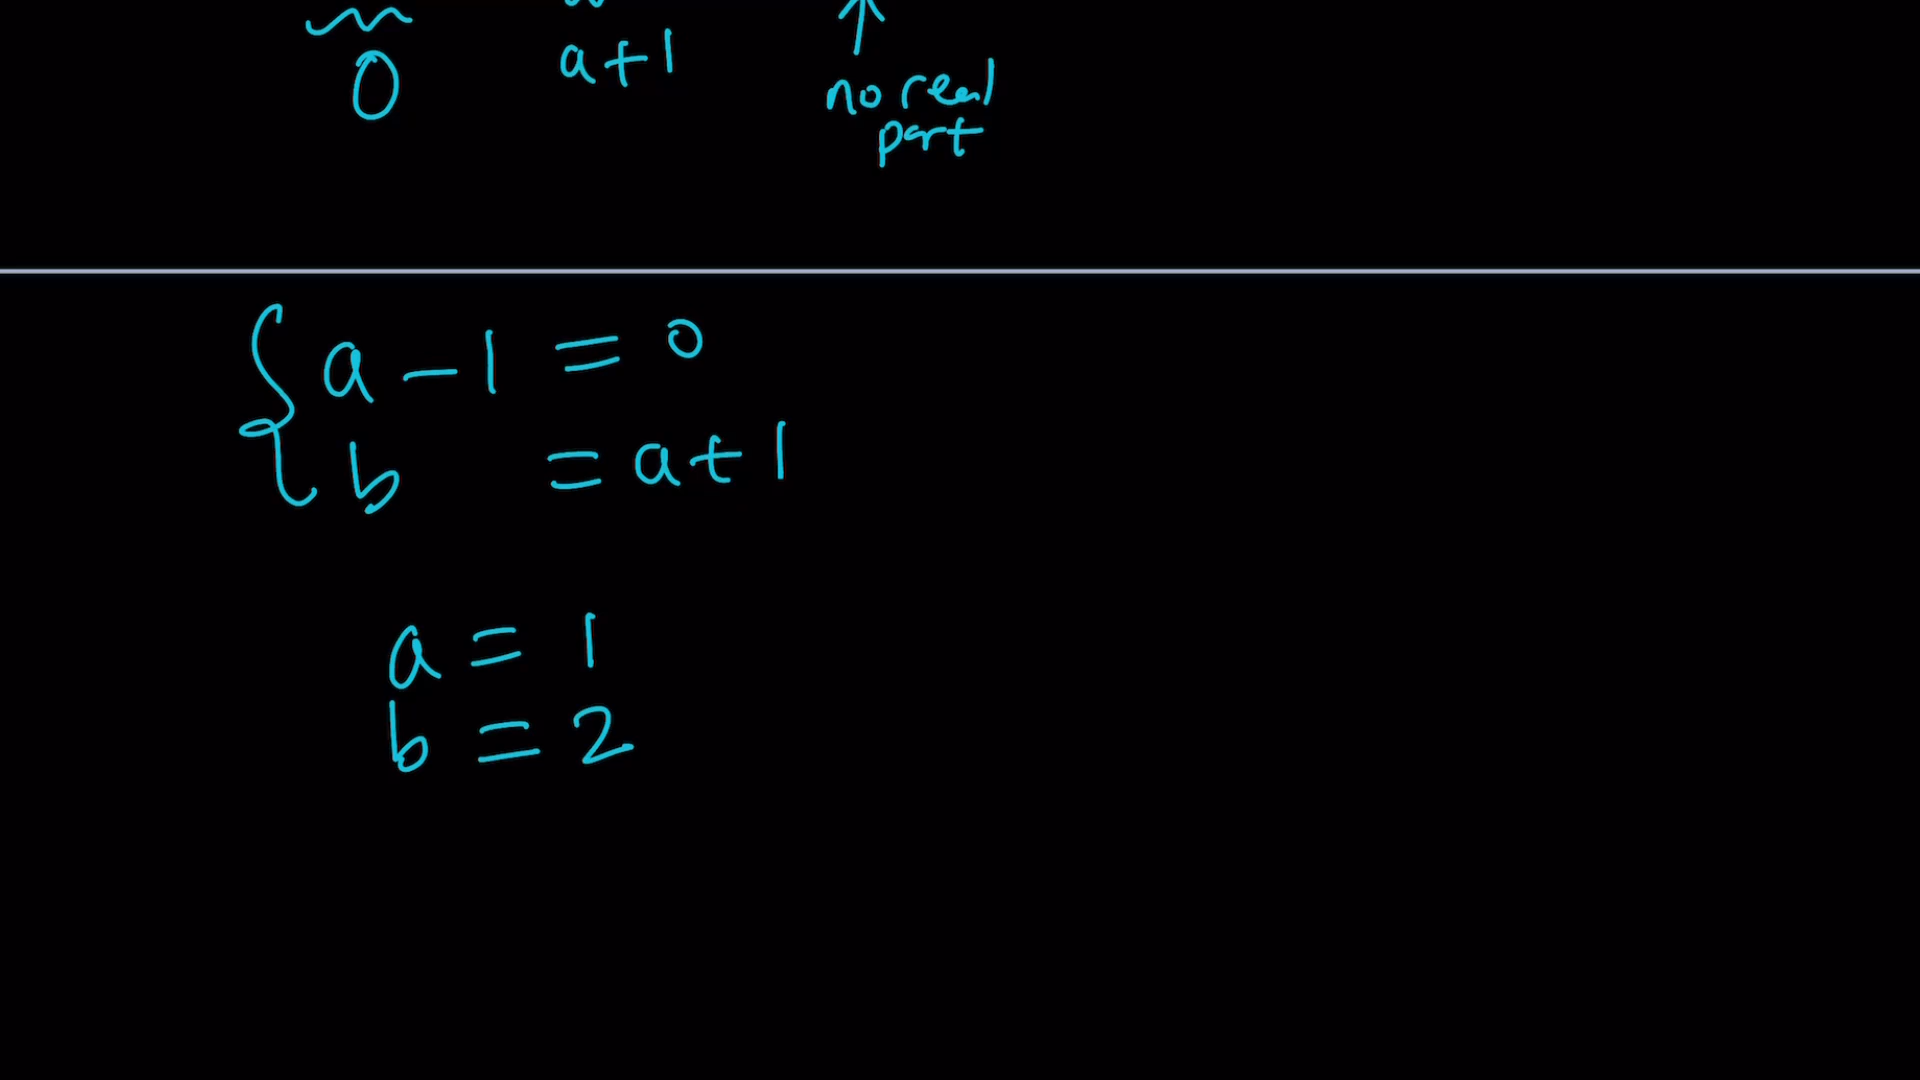 0 a+1 no real
part
a-1 = 0
b = a+1
a = 1
b = 2